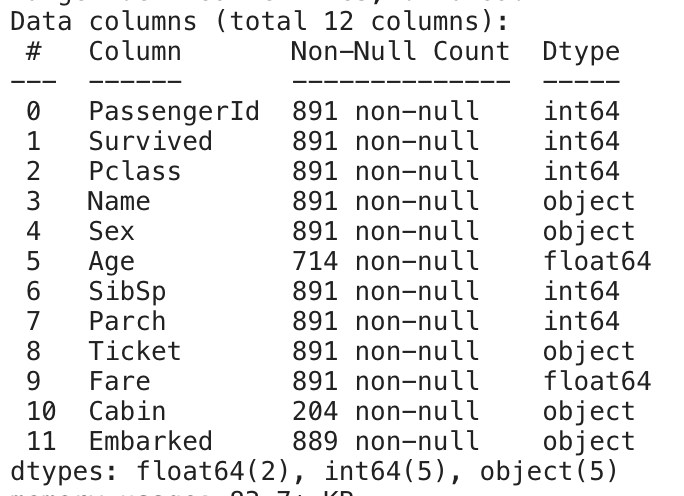 Data columns (total 12 columns):
#   Column       Non-Null Count  Dtype
---  ------       --------------  -----
0   PassengerId  891 non-null    int64
1   Survived     891 non-null    int64
2   Pclass       891 non-null    int64
3   Name         891 non-null    object
4   Sex          891 non-null    object
5   Age          714 non-null    float64
6   SibSp        891 non-null    int64
7   Parch        891 non-null    int64
8   Ticket       891 non-null    object
9   Fare         891 non-null    float64
10  Cabin        204 non-null    object
11  Embarked     889 non-null    object
dtypes: float64(2), int64(5), object(5)